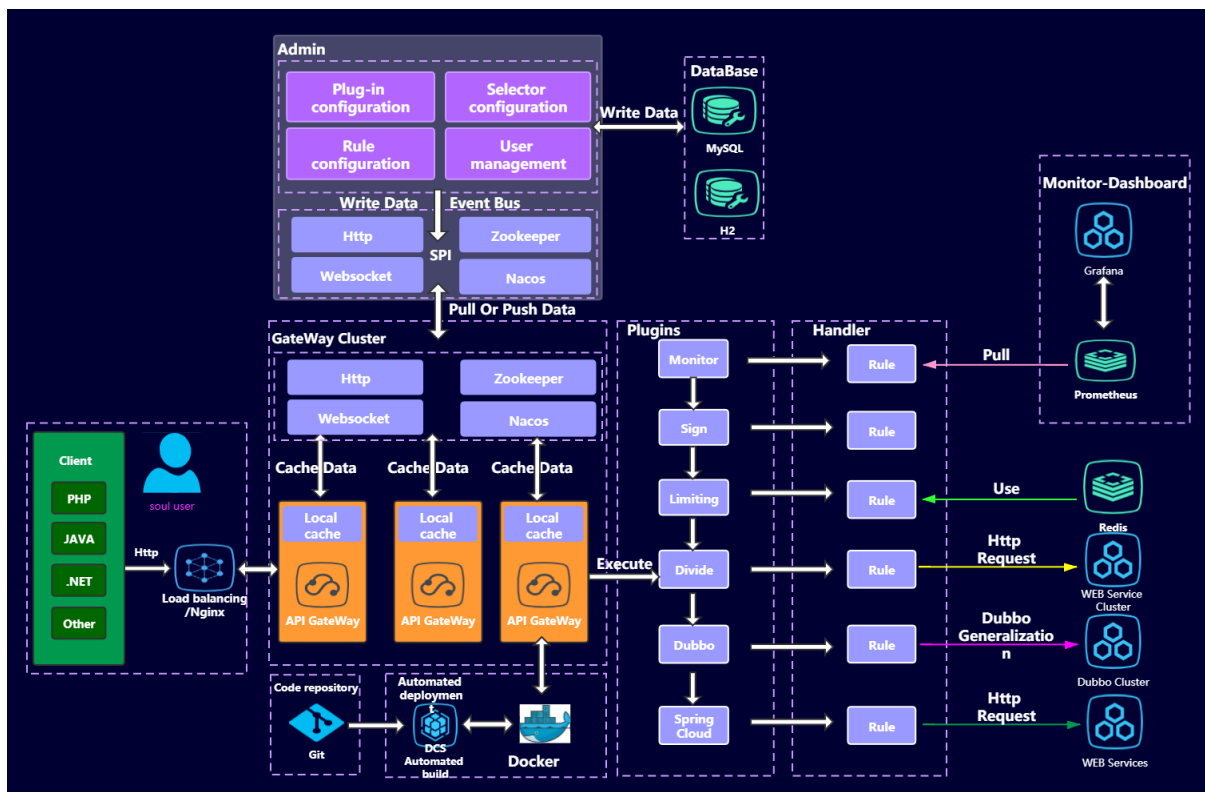 Admin
Plug-in
configuration
Selector
configuration
Rule
configuration
User
management
Write Data
Event Bus
Http
Zookeeper
SPI
Websocket
Nacos
Write Data
DataBase
MySQL
H2
Pull Or Push Data
GateWay Cluster
Http
Zookeeper
Websocket
Nacos
Cache Data
Cache Data
Cache Data
Local
cache
API GateWay
Local
cache
API GateWay
Local
cache
API GateWay
Client
PHP
JAVA
.NET
Other
soul user
Http
Load balancing
/Nginx
Code repository
Git
Automated
deploymen
t
DCS
Automated
build
Docker
Execute
Plugins
Monitor
Sign
Limiting
Divide
Dubbo
Spring
Cloud
Handler
Rule
Rule
Rule
Rule
Rule
Rule
Monitor-Dashboard
Grafana
Prometheus
Pull
Use
Redis
Http
Request
WEB Service
Cluster
Dubbo
Generalizatio
n
Dubbo Cluster
Http
Request
WEB Services